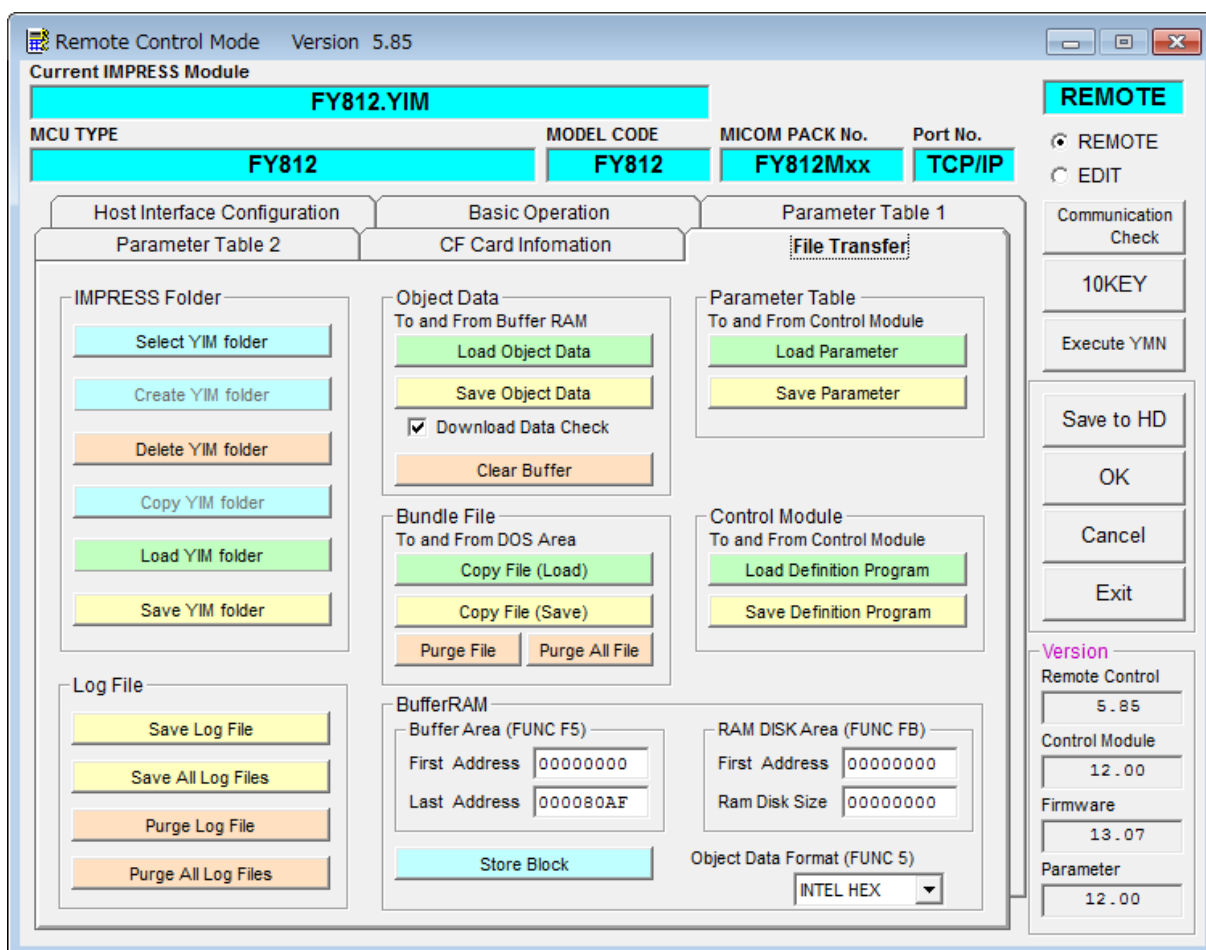 Remote Control Mode Version 5.85
Current IMPRESS Module
FY812.YIM
REMOTE
MCU TYPE MODEL CODE MICOM PACK No. Port No.
FY812 FY812 FY812Mxx TCP/IP
REMOTE
EDIT
Host Interface Configuration Basic Operation Parameter Table 1
Parameter Table 2 CF Card Infomation File Transfer
Communication
Check
10KEY
Execute YMN
Save to HD
OK
Cancel
Exit
IMPRESS Folder
Select YIM folder
Create YIM folder
Delete YIM folder
Copy YIM folder
Load YIM folder
Save YIM folder
Object Data
To and From Buffer RAM
Load Object Data
Save Object Data
Download Data Check
Clear Buffer
Parameter Table
To and From Control Module
Load Parameter
Save Parameter
Bundle File
To and From DOS Area
Copy File (Load)
Copy File (Save)
Purge File Purge All File
Control Module
To and From Control Module
Load Definition Program
Save Definition Program
Log File
Save Log File
Save All Log Files
Purge Log File
Purge All Log Files
BufferRAM
Buffer Area (FUNC F5)
First Address 00000000
Last Address 000080AF
RAM DISK Area (FUNC FB)
First Address 00000000
Ram Disk Size 00000000
Store Block
Object Data Format (FUNC 5)
INTEL HEX
Version
Remote Control
5.85
Control Module
12.00
Firmware
13.07
Parameter
12.00